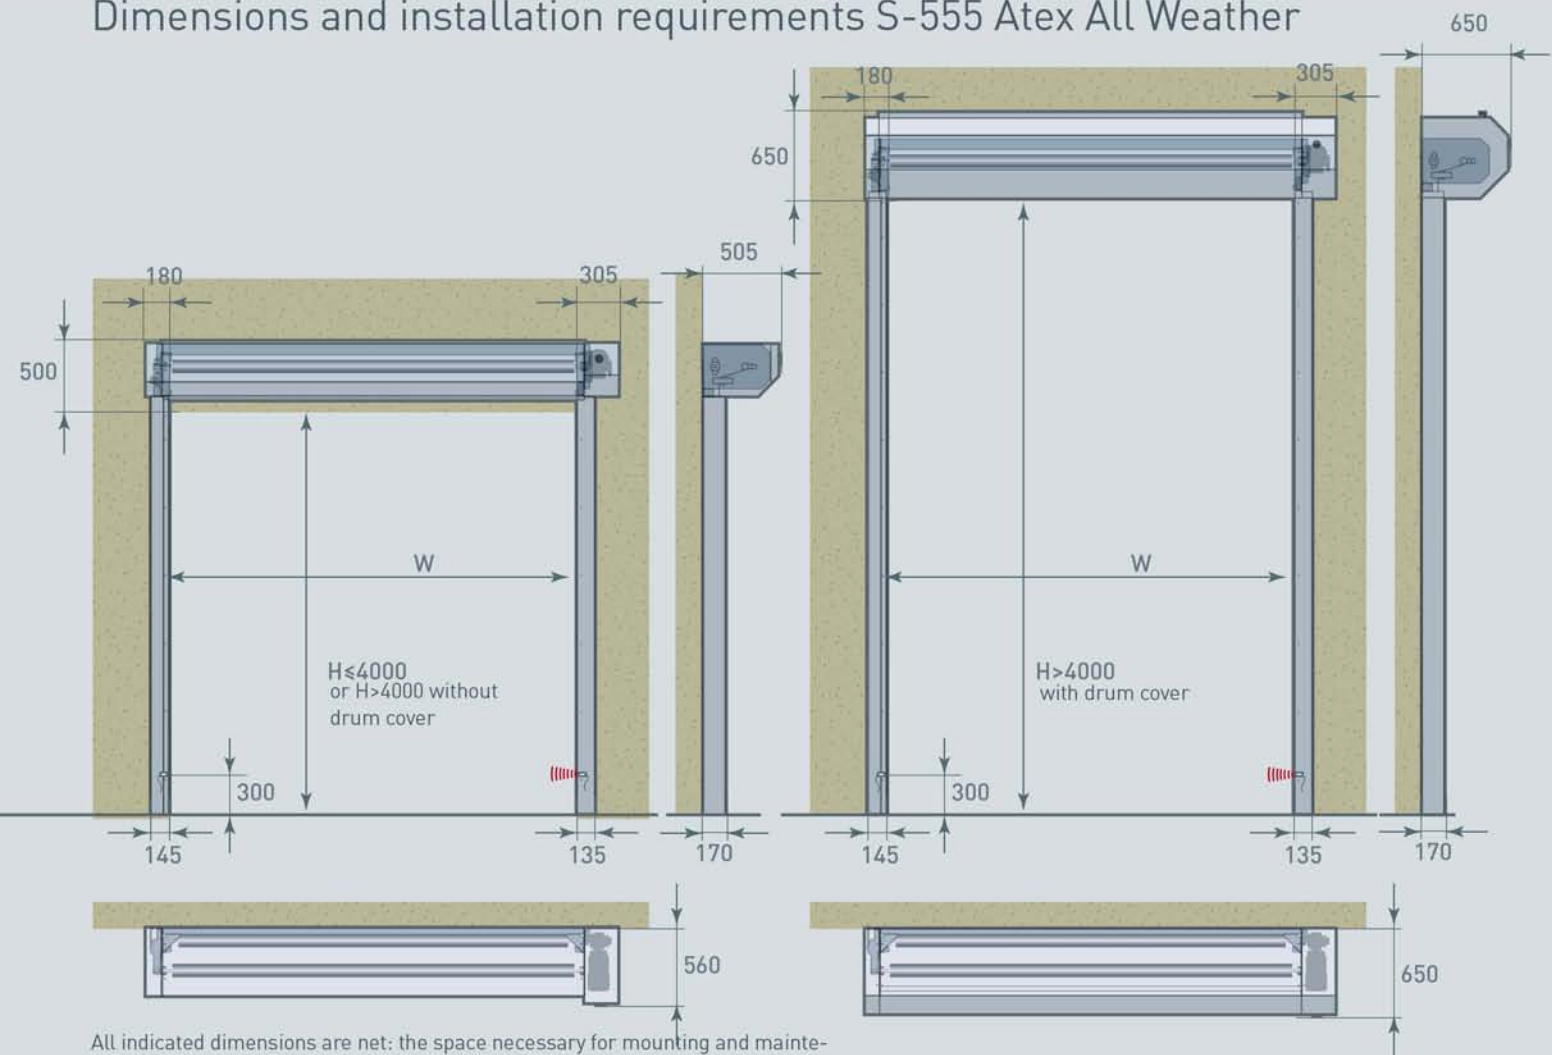 Dimensions and installation requirements S-555 Atex All Weather
650
180
305
650
505
180
305
500
W
W
H≤4000
or H>4000 without
drum cover
H>4000
with drum cover
300
300
145
135
170
145
135
170
560
650
All indicated dimensions are net: the space necessary for mounting and mainte-